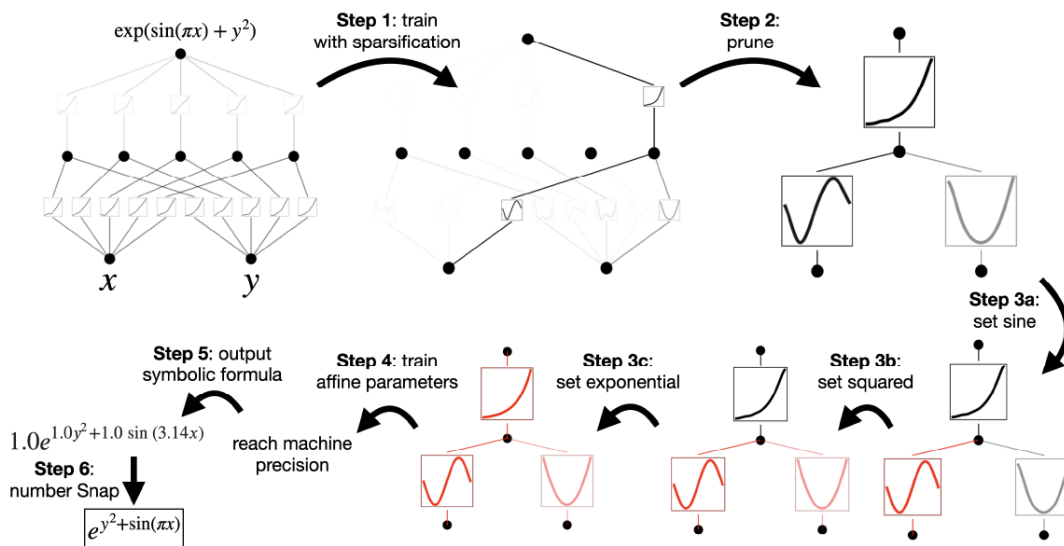 exp(sin(πx) + y²)
Step 1: train
with sparsification
Step 2:
prune
x
y
Step 3a:
set sine
Step 3b:
set squared
Step 3c:
set exponential
Step 4: train
affine parameters
reach machine
precision
Step 5: output
symbolic formula
1.0e^{1.0y²+1.0 sin (3.14x)}
Step 6:
number Snap
e^{y²+sin(πx)}